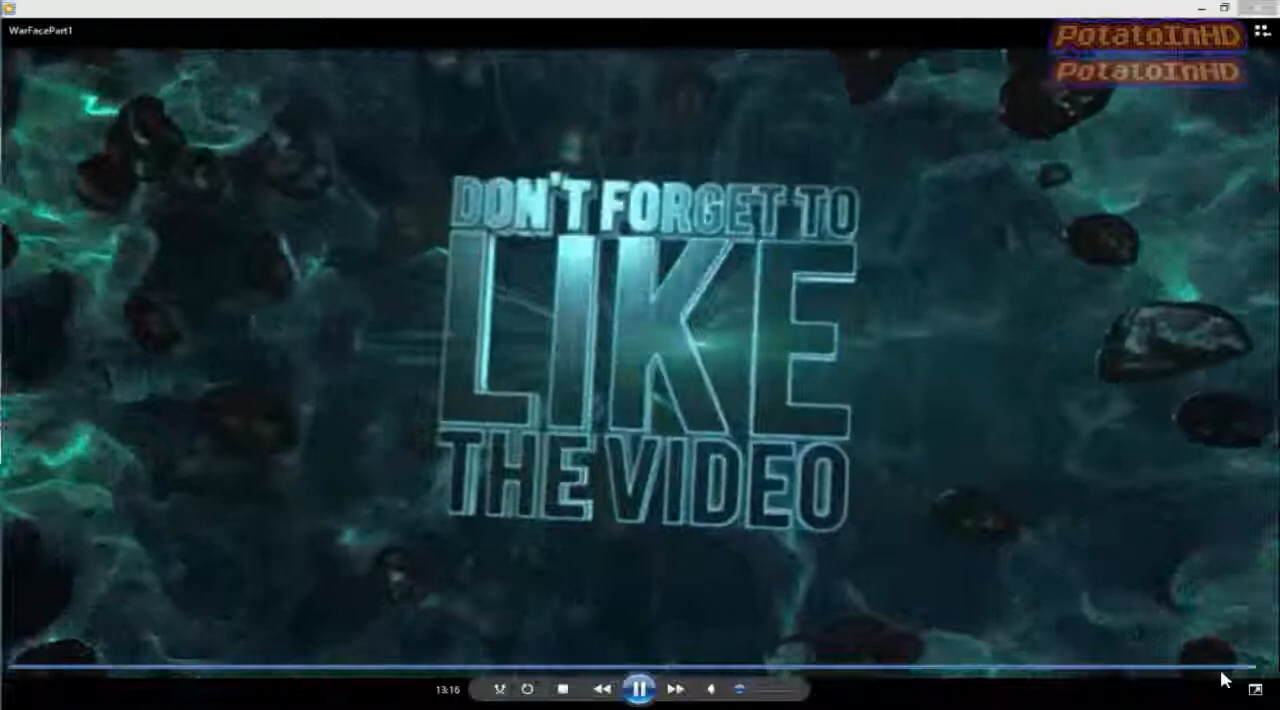 WarFacePart1
PotatoInHD
PotatoInHD
DON'T FORGET TO
LIKE
THE VIDEO
13:16